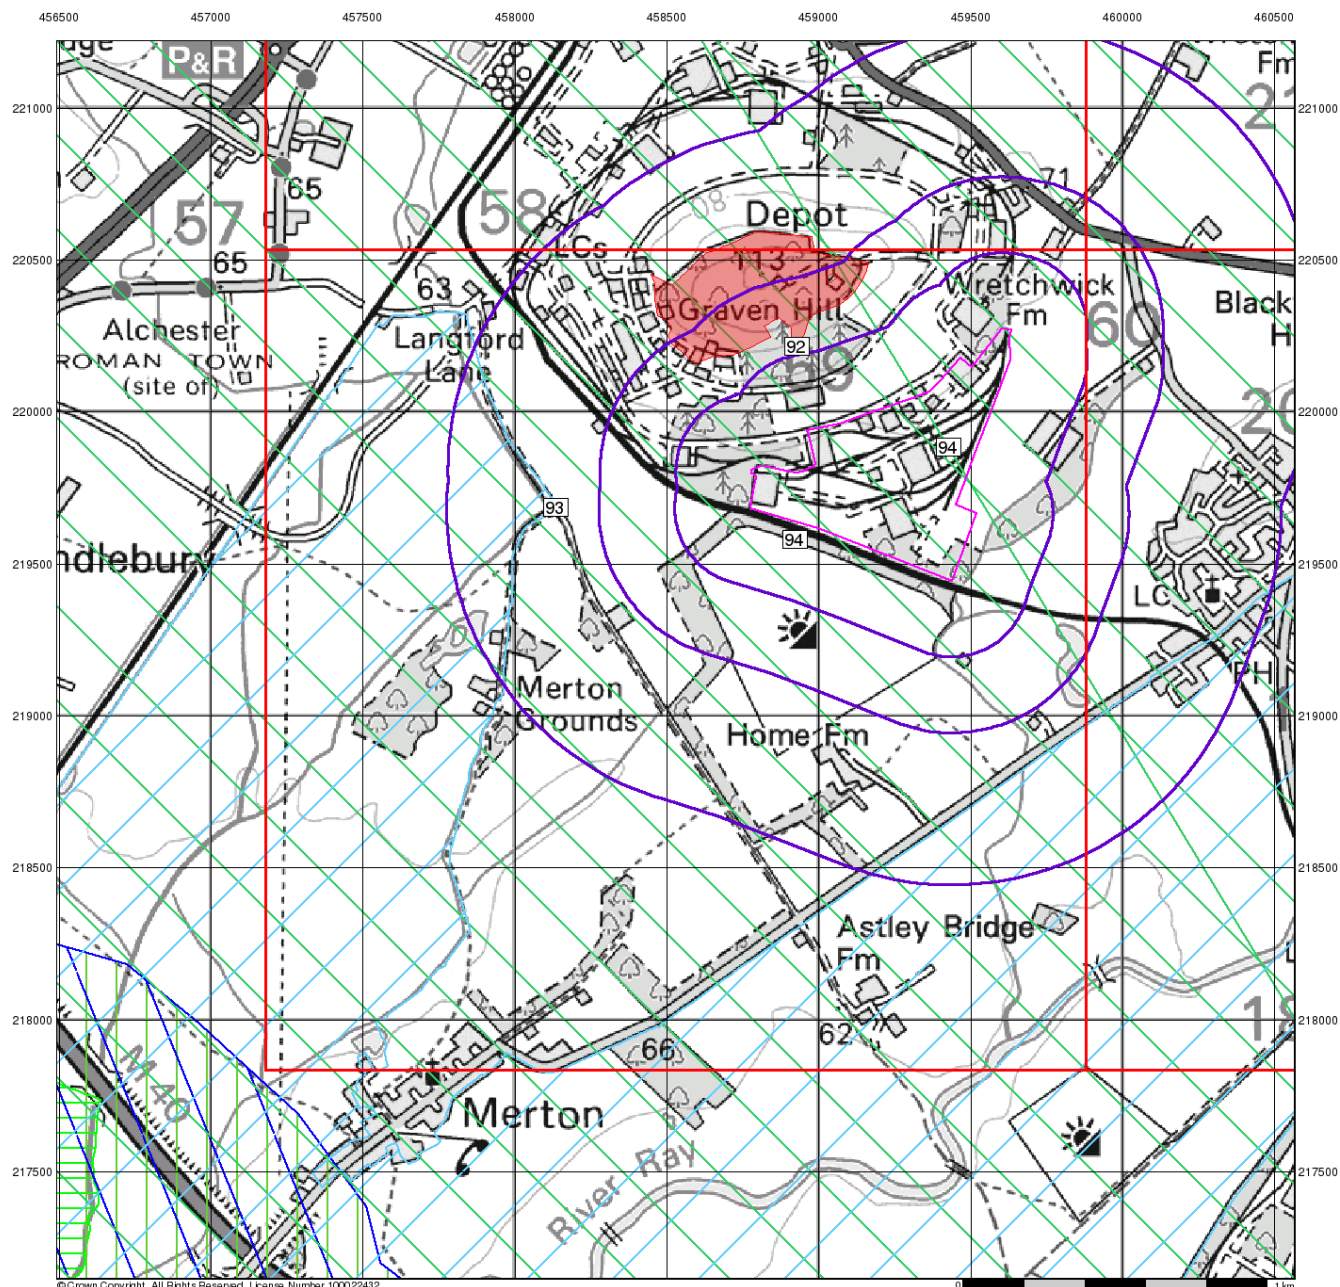 456500 457000 457500 458000 458500 459000 459500 460000 460500
P&R
Fm
221000 221000
65
71
57
58
Depot
LCs
65
220500 220500
113
63
Wretchwick
Fm
Graven Hill
Black
60
Alchester
ROMAN TOWN
(site of)
Langford
Lane
92
59
220000 220000
94
93
94
219500 219500
LC
PH
Merton
Grounds
219000 219000
Home Fm
218500 218500
Astley Bridge
Fm
62
218000 218000
66
M 40
Merton
217500 217500
River Ray
© Crown Copyright. All Rights Reserved. License Number 100022432
0 1 km